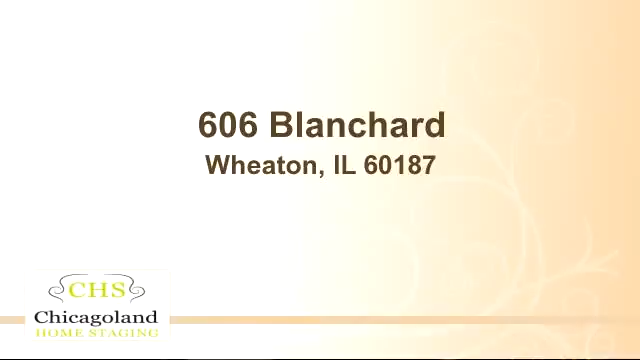 606 Blanchard
Wheaton, IL 60187
CHS
Chicagoland
HOME STAGING